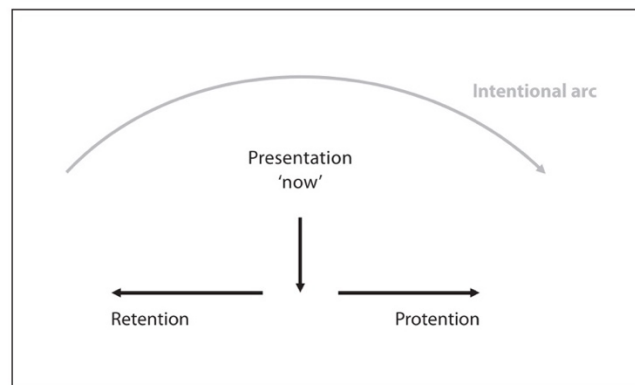 Intentional arc
Presentation
‘now’
Retention
Protention